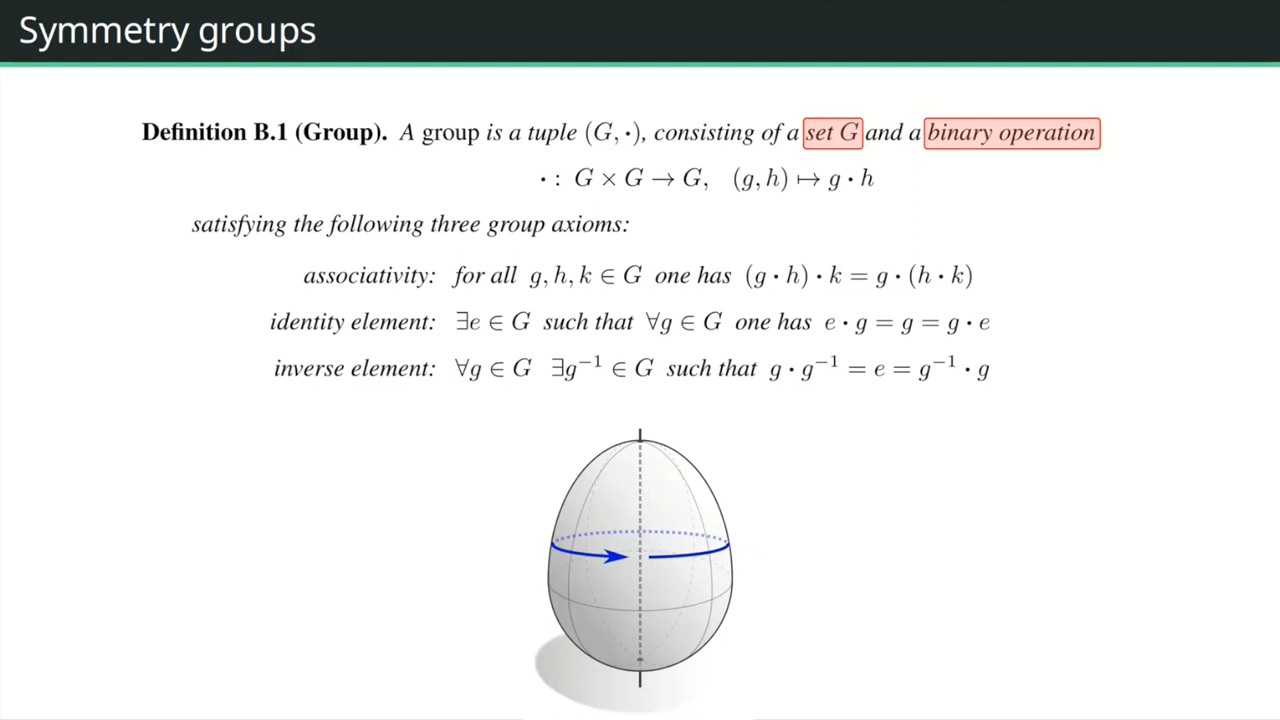 Symmetry groups
Definition B.1 (Group). A group is a tuple (G, ·), consisting of a set G and a binary operation
· : G × G → G, (g, h) ↦ g · h
satisfying the following three group axioms:
associativity: for all g, h, k ∈ G one has (g · h) · k = g · (h · k)
identity element: ∃e ∈ G such that ∀g ∈ G one has e · g = g = g · e
inverse element: ∀g ∈ G ∃g⁻¹ ∈ G such that g · g⁻¹ = e = g⁻¹ · g